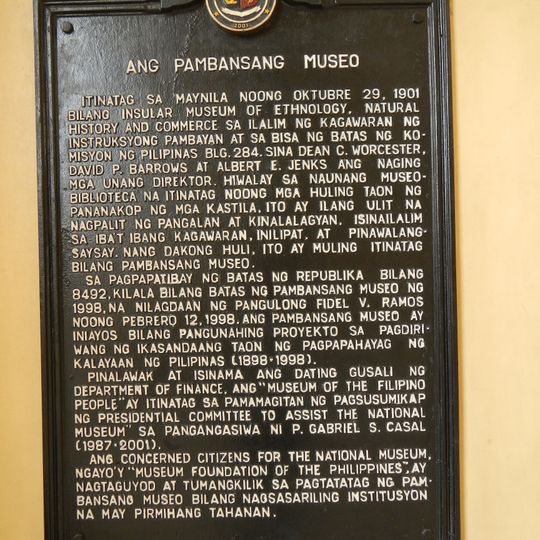 2001
ANG PAMBANSANG MUSEO
ITINATAG SA MAYNILA NOONG OKTUBRE 29, 1901
BILANG INSULAR MUSEUM OF ETHNOLOGY, NATURAL
HISTORY AND COMMERCE SA ILALIM NG KAGAWARAN NG
INSTRUKSYONG PAMBAYAN AT SA BISA NG BATAS NG KO-
MISYON NG PILIPINAS BLG. 284. SINA DEAN C. WORCESTER,
DAVID P. BARROWS AT ALBERT E. JENKS ANG NAGING
MGA UNANG DIREKTOR. HIWALAY SA NAUNANG MUSEO-
BIBLIOTECA NA ITINATAG NOONG MGA HULING TAON NG
PANANAKOP NG MGA KASTILA, ITO AY ILANG ULIT NA
NAGPALIT NG PANGALAN AT KINALALAGYAN. ISINAILALIM
SA IBA'T IBANG KAGAWARAN, INILIPAT, AT PINAWALANG-
SAYSAY. NANG DAKONG HULI, ITO AY MULING ITINATAG
BILANG PAMBANSANG MUSEO.
SA PAGPAPATIBAY NG BATAS NG REPUBLIKA BILANG
8492, KILALA BILANG BATAS NG PAMBANSANG MUSEO NG
1998, NA NILAGDAAN NG PANGULONG FIDEL V. RAMOS
NOONG PEBRERO 12, 1998. ANG PAMBANSANG MUSEO AY
INIAYOS BILANG PANGUNAHING PROYEKTO SA PAGDIRI-
WANG NG IKASANDAANG TAON NG PAGPAPAHAYAG NG
KALAYAAN NG PILIPINAS (1898-1998).
PINALAWAK AT ISINAMA ANG DATING GUSALI NG
DEPARTMENT OF FINANCE, ANG "MUSEUM OF THE FILIPINO
PEOPLE" AY ITINATAG SA PAMAMAGITAN NG PAGSUSUMIKAP
NG PRESIDENTIAL COMMITTEE TO ASSIST THE NATIONAL
MUSEUM" SA PANGANGASIWA NI P. GABRIEL S. CASAL
(1987-2001).
ANG CONCERNED CITIZENS FOR THE NATIONAL MUSEUM,
NGAYO'Y "MUSEUM FOUNDATION OF THE PHILIPPINES", AY
NAGTAGUYOD AT TUMANGKILIK SA PAGTATATAG NG PAM-
BANSANG MUSEO BILANG NAGSASARILING INSTITUSYON
NA MAY PIRMIHANG TAHANAN.